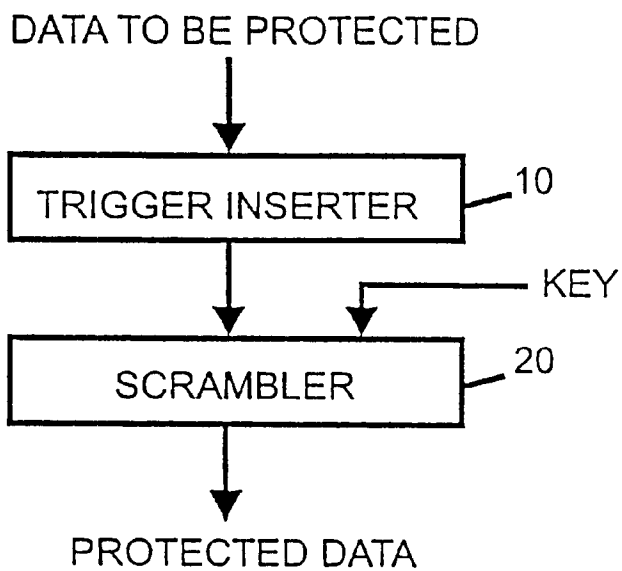 DATA TO BE PROTECTED
TRIGGER INSERTER
10
KEY
SCRAMBLER
20
PROTECTED DATA